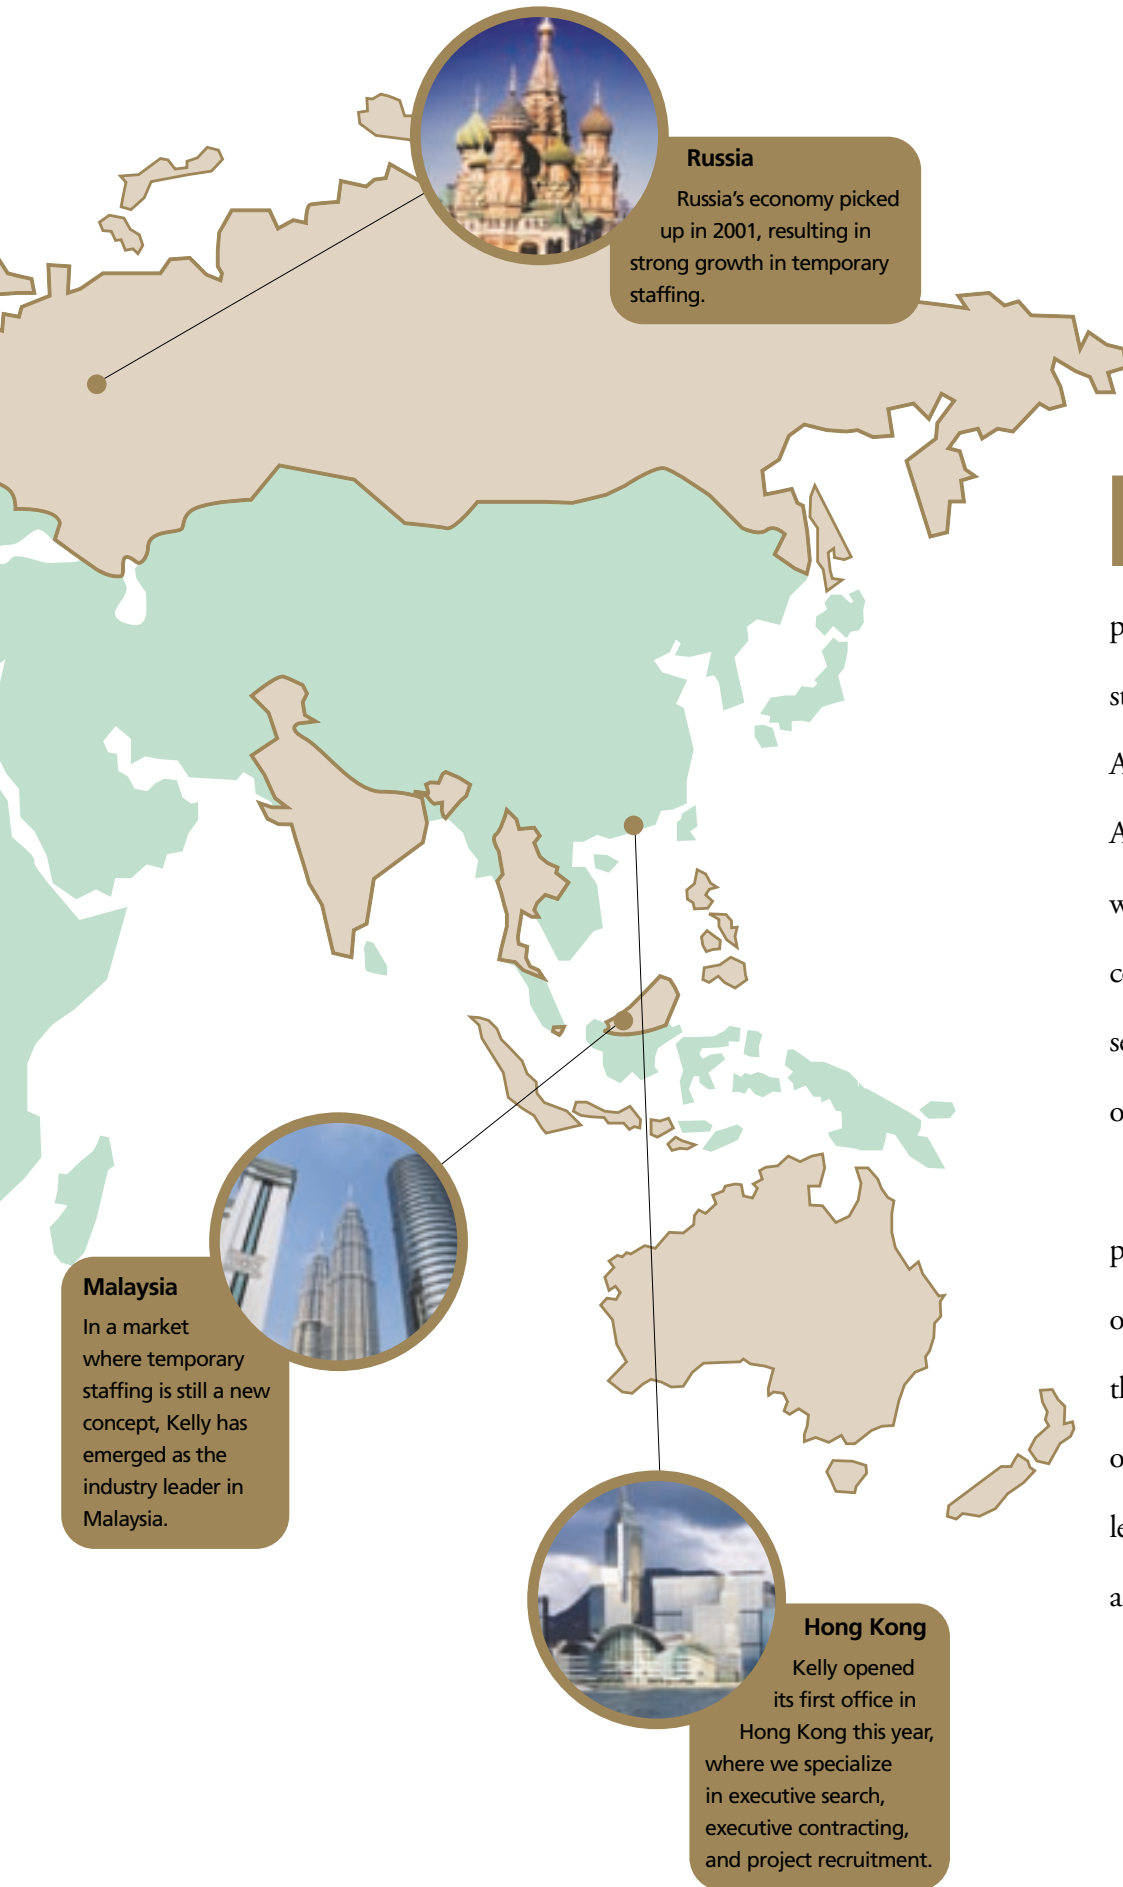 Russia
Russia’s economy picked
up in 2001, resulting in
strong growth in temporary
staffing.
Malaysia
In a market
where temporary
staffing is still a new
concept, Kelly has
emerged as the
industry leader in
Malaysia.
Hong Kong
Kelly opened
its first office in
Hong Kong this year,
where we specialize
in executive search,
executive contracting,
and project recruitment.